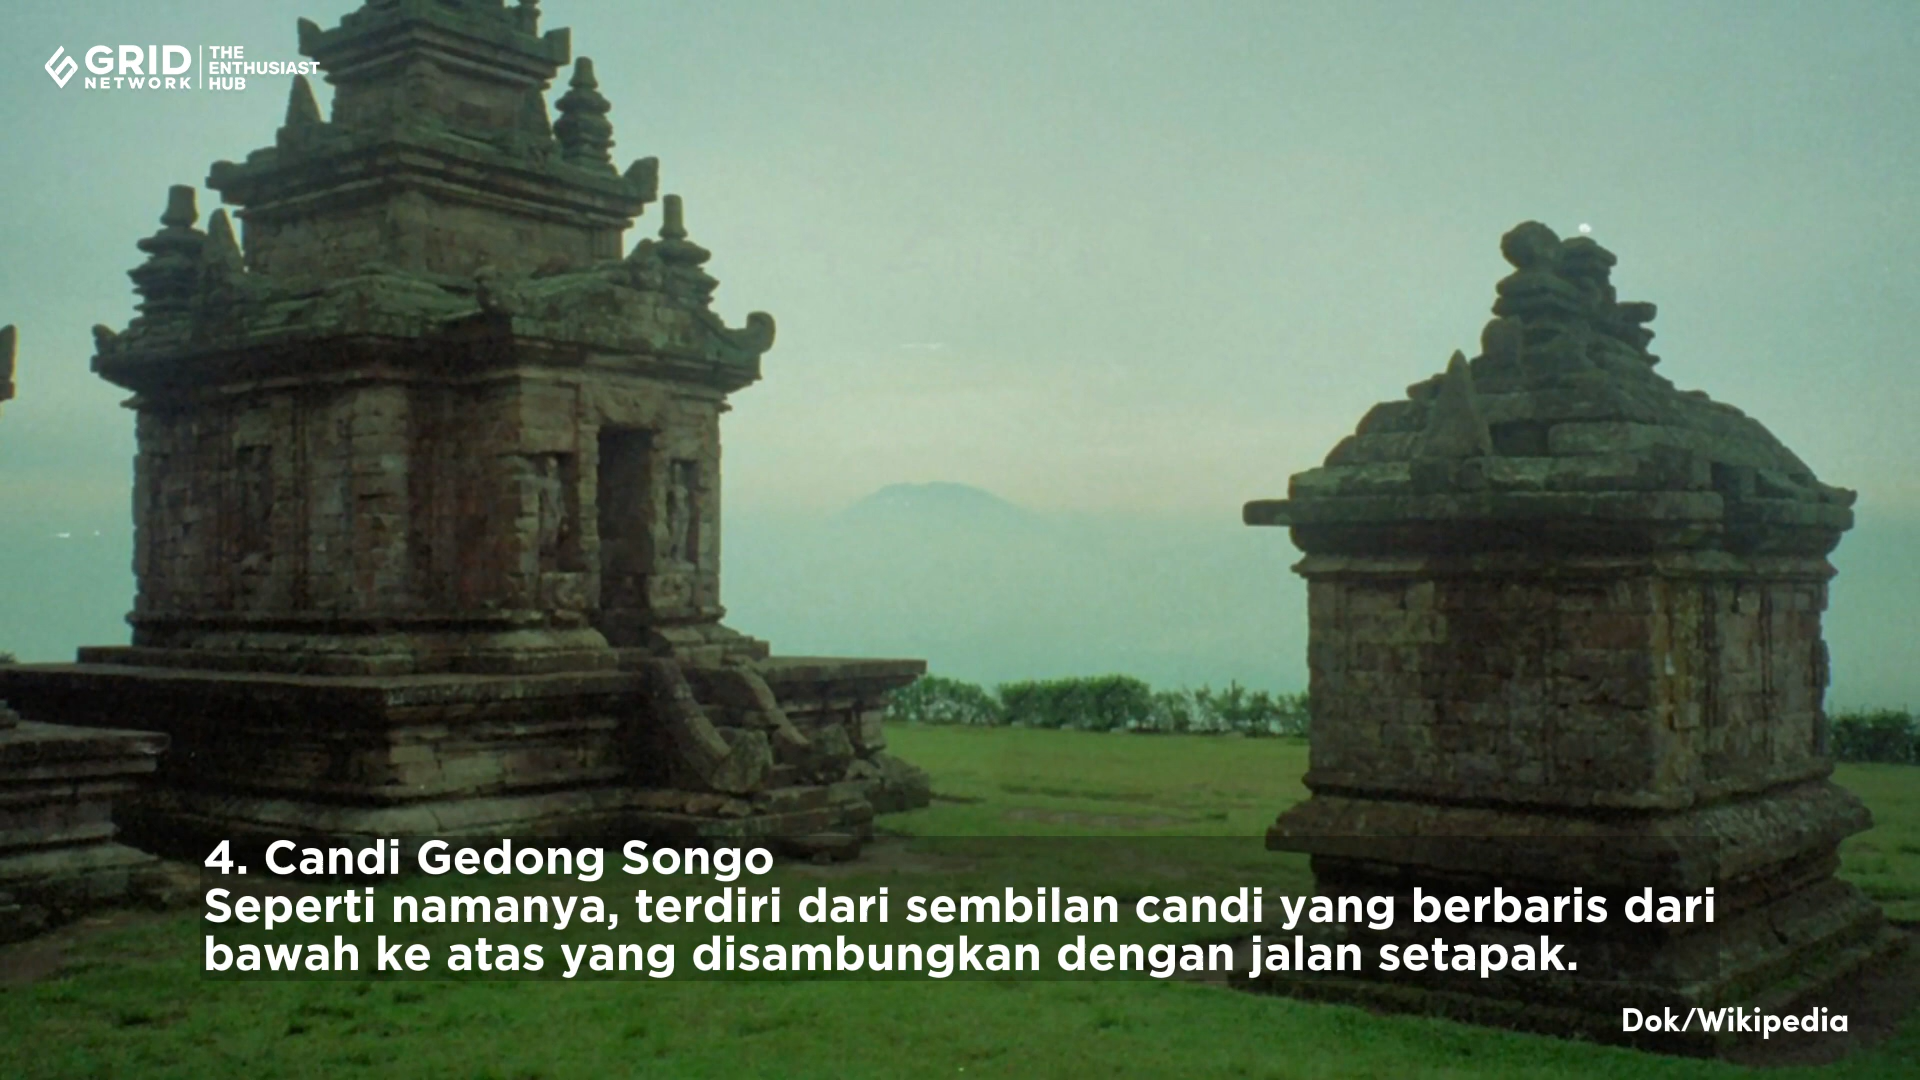 GRID
NETWORK
THE
ENTHUSIAST
HUB
4. Candi Gedong Songo
Seperti namanya, terdiri dari sembilan candi yang berbaris dari
bawah ke atas yang disambungkan dengan jalan setapak.
Dok/Wikipedia